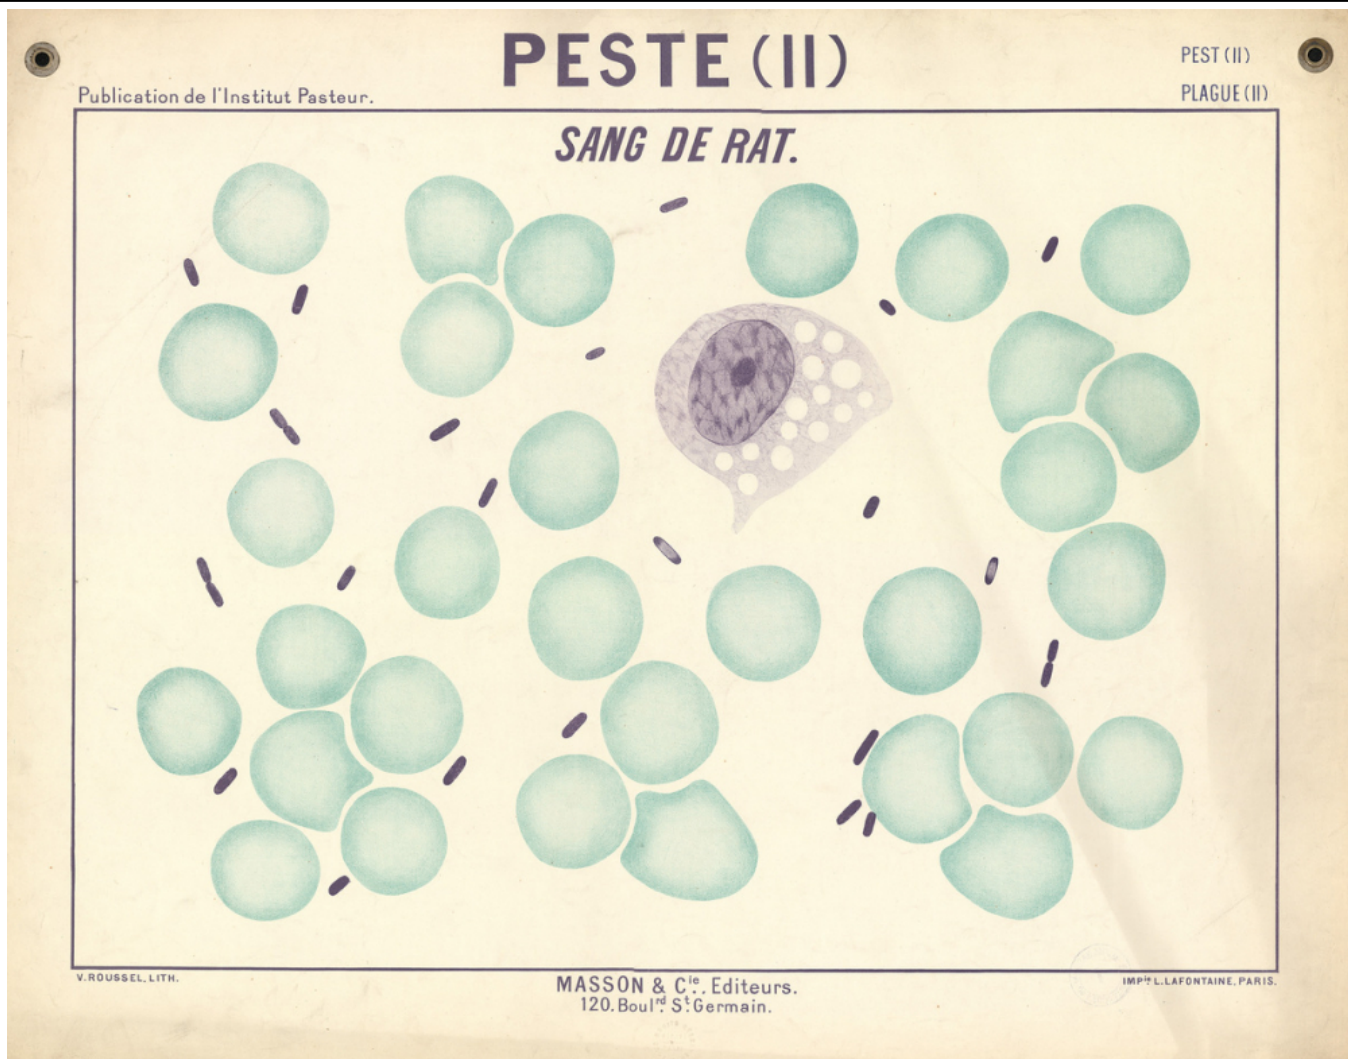 PESTE (II)
PEST (II)
Publication de l'Institut Pasteur.
PLAGUE (II)
SANG DE RAT.
V. ROUSSEL, LITH.
MASSON & Cie., Editeurs.
IMPie L. LAFONTAINE, PARIS.
120. Boulrd St Germain.